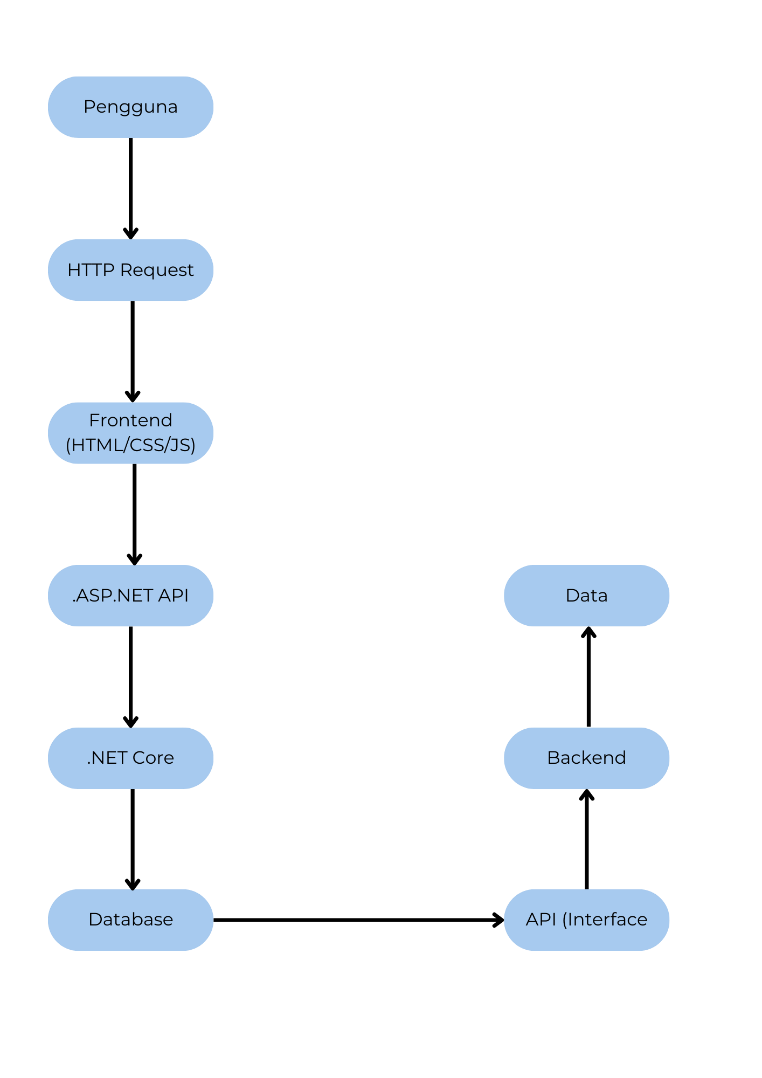 Pengguna
HTTP Request
Frontend
(HTML/CSS/JS)
.ASP.NET API
.NET Core
Database
API (Interface
Backend
Data